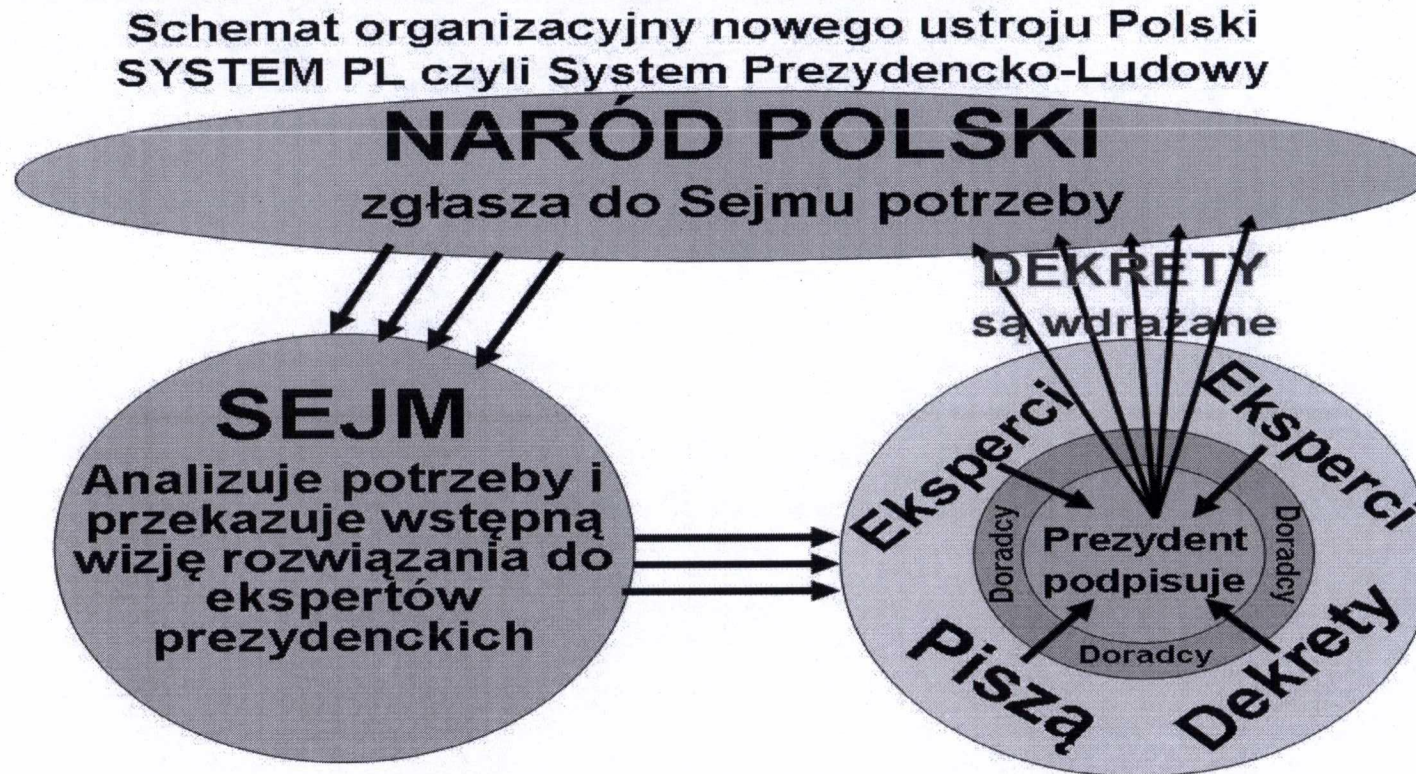 Schemat organizacyjny nowego ustroju Polski
SYSTEM PL czyli System Prezydencko-Ludowy
NARÓD POLSKI
zgłasza do Sejmu potrzeby
DEKRETY
są wdrażane
SEJM
Analizuje potrzeby i
przekazuje wstępną
wizję rozwiązania do
ekspertów
prezydenckich
Eksperci
Eksperci
Doradcy
Doradcy
Prezydent
podpisuje
Doradcy
Piszą
Dekrety